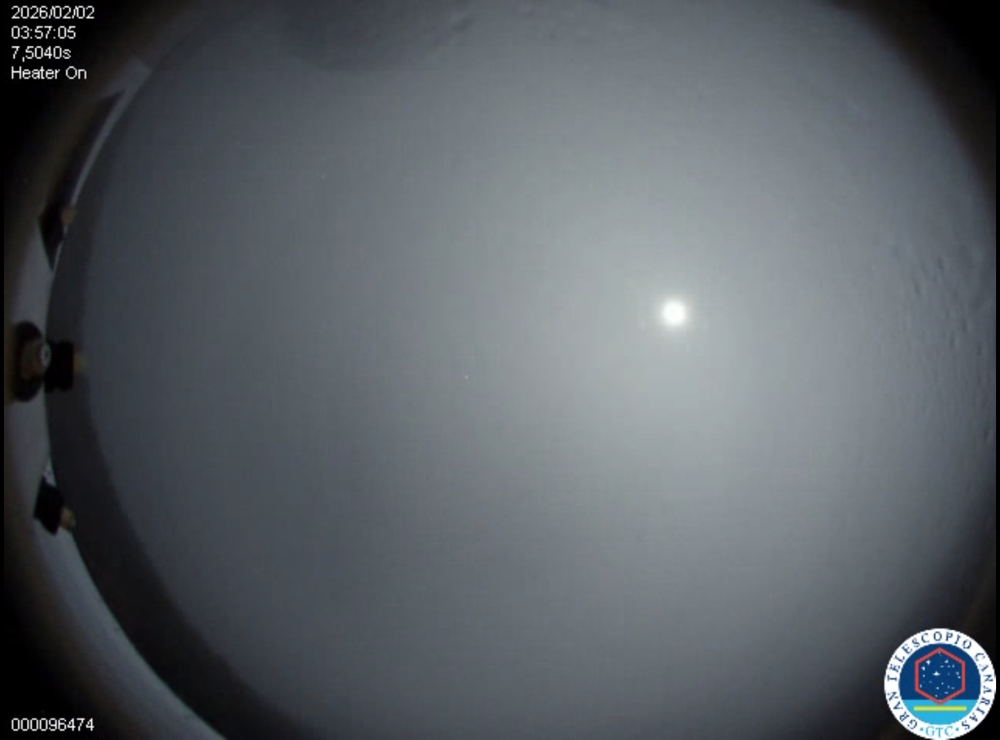 2026/02/02
03:57:05
7,5040s
Heater On
000096474
GRAN TELESCOPIO CANARIAS
·GTC·